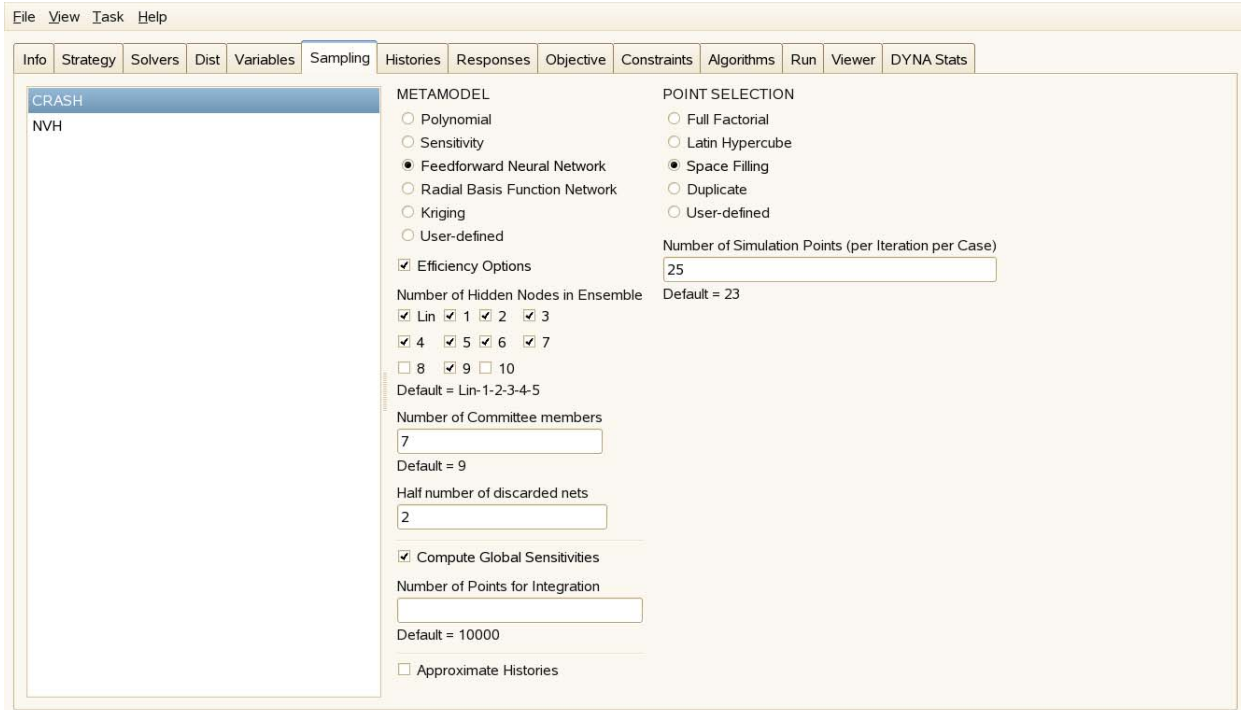 File View Task Help
Info Strategy Solvers Dist Variables Sampling Histories Responses Objective Constraints Algorithms Run Viewer DYNA Stats
CRASH
NVH
METAMODEL
Polynomial
Sensitivity
Feedforward Neural Network
Radial Basis Function Network
Kriging
User-defined
Efficiency Options
Number of Hidden Nodes in Ensemble
Lin 1 2 3
4 5 6 7
8 9 10
Default = Lin-1-2-3-4-5
Number of Committee members
7
Default = 9
Half number of discarded nets
2
Compute Global Sensitivities
Number of Points for Integration
Default = 10000
Approximate Histories
POINT SELECTION
Full Factorial
Latin Hypercube
Space Filling
Duplicate
User-defined
Number of Simulation Points (per Iteration per Case)
25
Default = 23